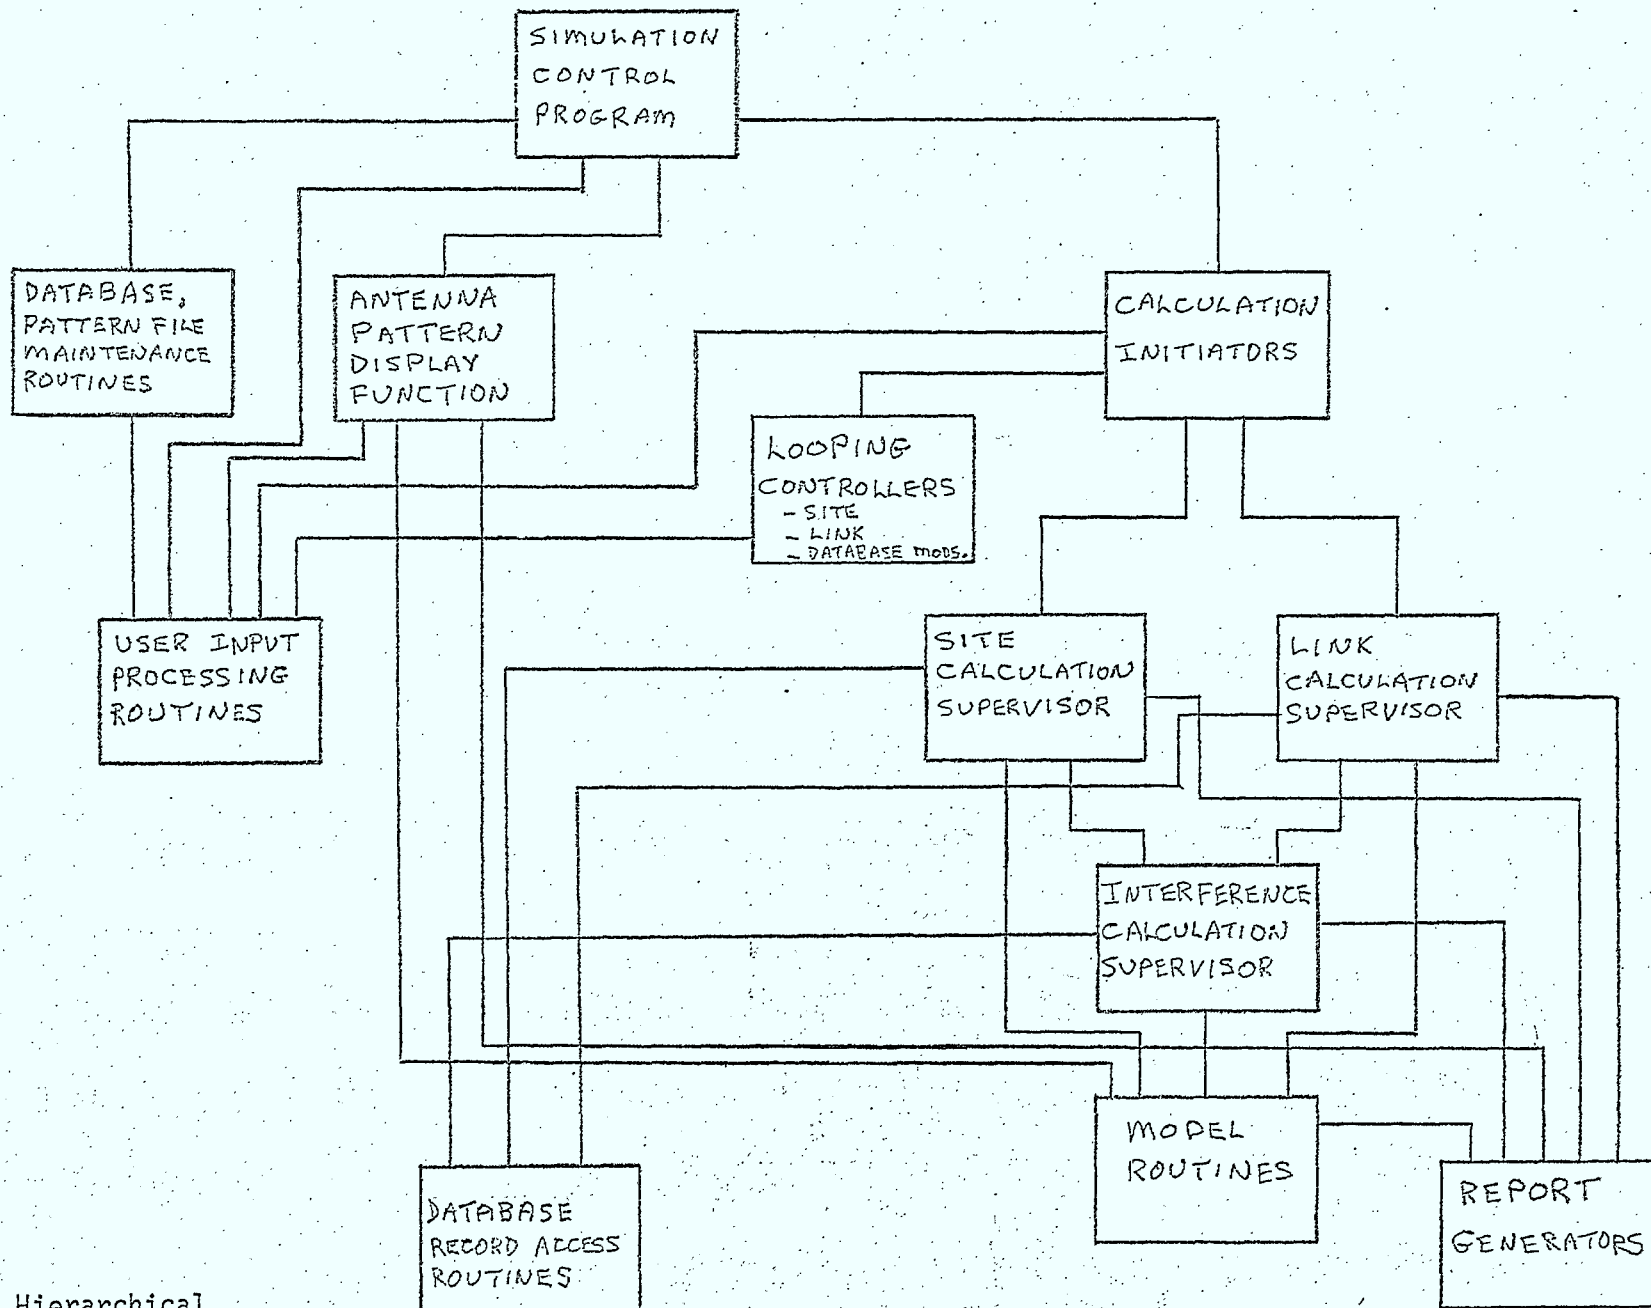 SIMULATION
CONTROL
PROGRAM
DATABASE,
PATTERN FILE
MAINTENANCE
ROUTINES
ANTENNA
PATTERN
DISPLAY
FUNCTION
CALCULATION
INITIATORS
LOOPING
CONTROLLERS
- SITE
- LINK
- DATABASE MODS.
USER INPUT
PROCESSING
ROUTINES
SITE
CALCULATION
SUPERVISOR
LINK
CALCULATION
SUPERVISOR
INTERFERENCE
CALCULATION
SUPERVISOR
MODEL
ROUTINES
DATABASE
RECORD ACCESS
ROUTINES
REPORT
GENERATORS
Hierarchical